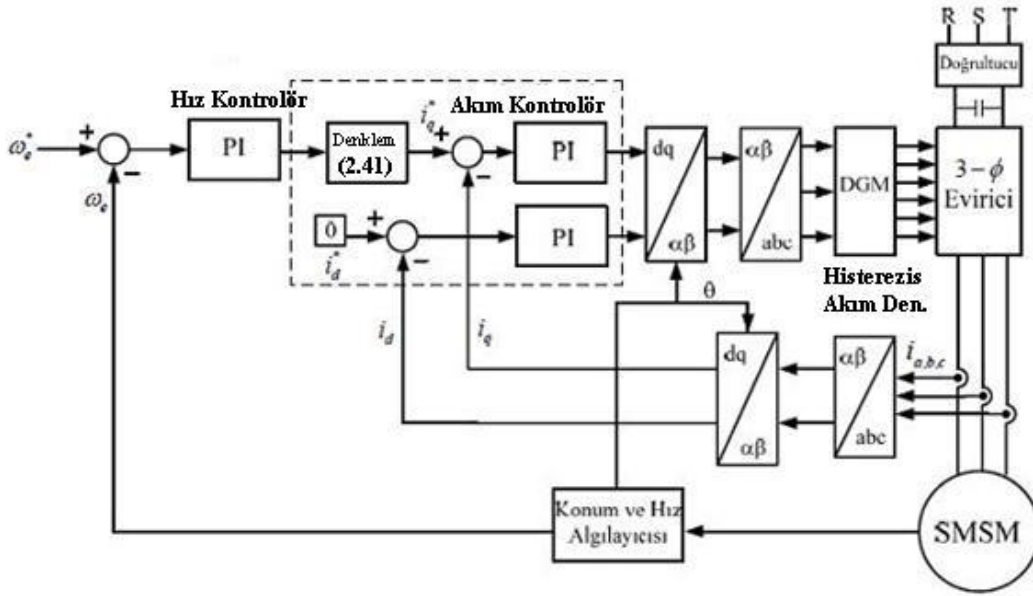 R S T
Doğrultucu
Hız Kontrolör
Akım Kontrolör
ω*e
+
−
ωe
PI
Denklem
(2.41)
i*q
+
−
PI
dq
αβ
αβ
abc
DGM
3-ϕ
Evirici
0
i*d
+
−
PI
Histerezis
Akım Den.
θ
id
iq
dq
αβ
αβ
abc
ia,b,c
Konum ve Hız
Algılayıcısı
SMSM